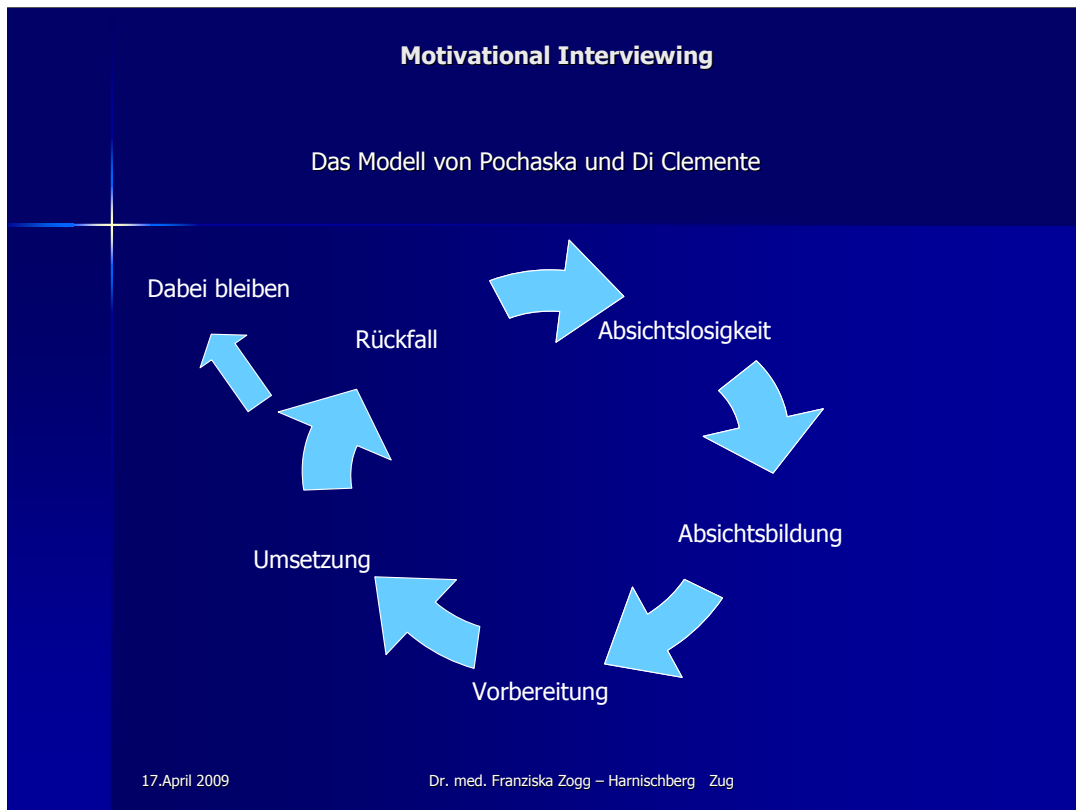 Motivational Interviewing
Das Modell von Pochaska und Di Clemente
Dabei bleiben
Rückfall
Absichtslosigkeit
Absichtsbildung
Umsetzung
Vorbereitung
17.April 2009
Dr. med. Franziska Zogg – Harnischberg Zug